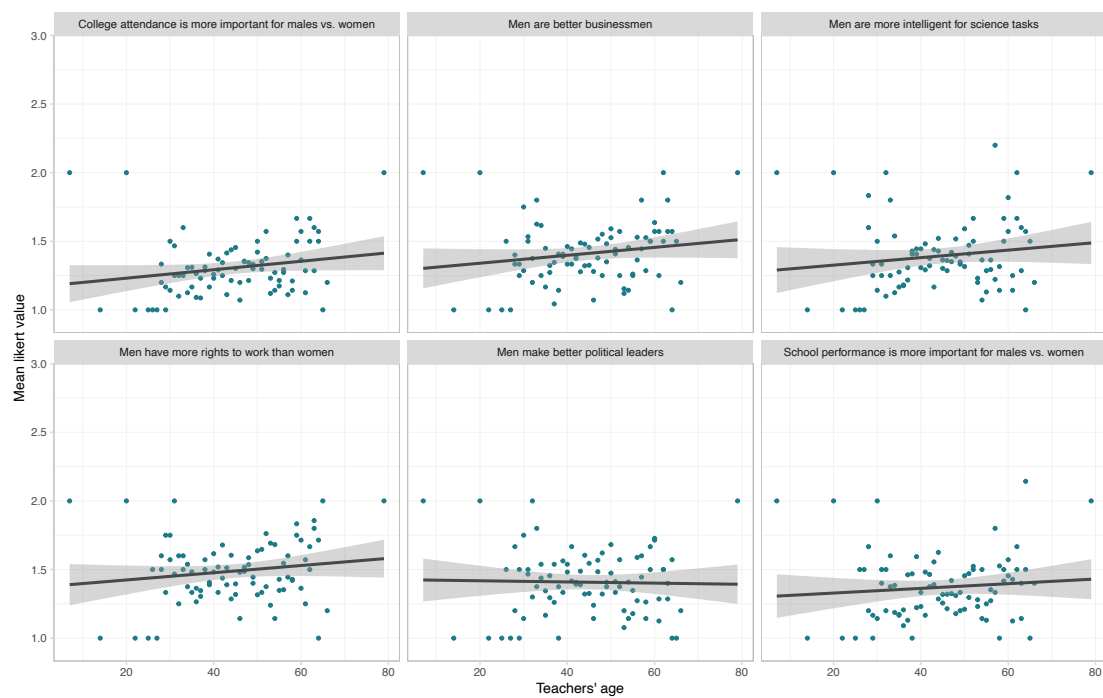 College attendance is more important for males vs. women
Men are better businessmen
Men are more intelligent for science tasks
3.0
2.5
2.0
1.5
1.0
Men have more rights to work than women
Men make better political leaders
School performance is more important for males vs. women
3.0
2.5
2.0
1.5
1.0
Mean likert value
20 40 60 80
20 40 60 80
20 40 60 80
Teachers' age